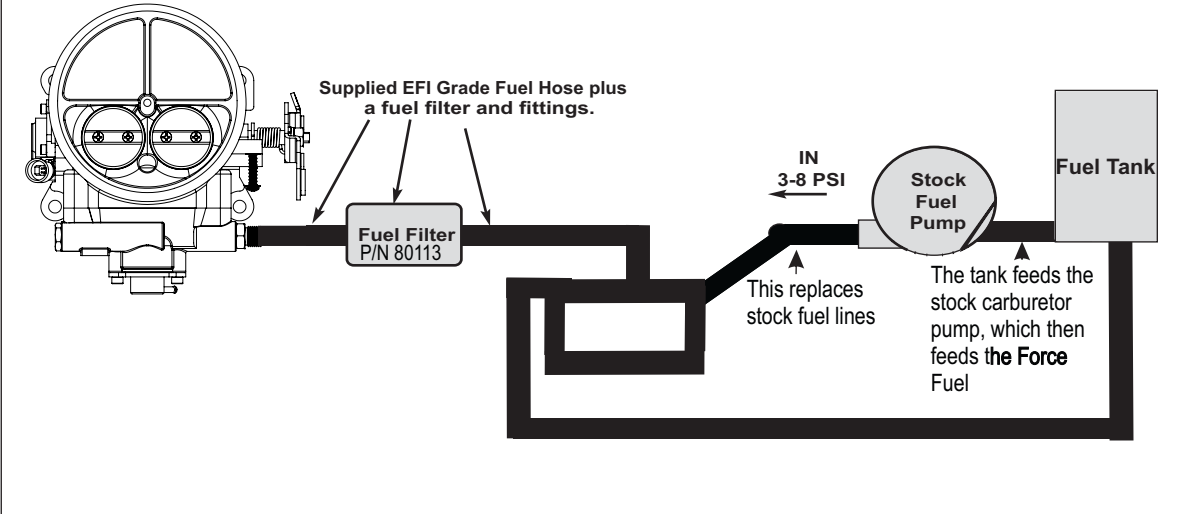 Supplied EFI Grade Fuel Hose plus
a fuel filter and fittings.
IN
3-8 PSI
Stock
Fuel
Pump
Fuel Tank
Fuel Filter
P/N 80113
This replaces
stock fuel lines
The tank feeds the
stock carburetor
pump, which then
feeds the Force
Fuel